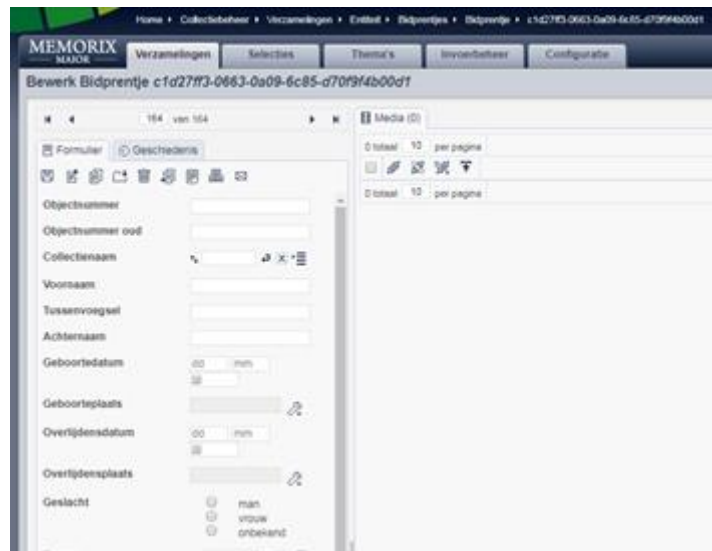 Home • Collectiebeheer • Verzamelingen • Entiteit • Bidprentjes • Bidprentje • c1d27ff3-0663-0a09-6c85-d70f9f4b00d1
MEMORIX
MAIOR
Verzamelingen Selecties Thema's Invoerbeheer Configuratie
Bewerk Bidprentje c1d27ff3-0663-0a09-6c85-d70f9f4b00d1
164 van 164
Media (0)
Formulier Geschiedenis
0 totaal 10 per pagina
0 totaal 10 per pagina
Objectnummer
Objectnummer oud
Collectienaam
Voornaam
Tussenvoegsel
Achternaam
Geboortedatum dd mm
jjjj
Geboorteplaats
Overlijdensdatum dd mm
jjjj
Overlijdensplaats
Geslacht man
vrouw
onbekend